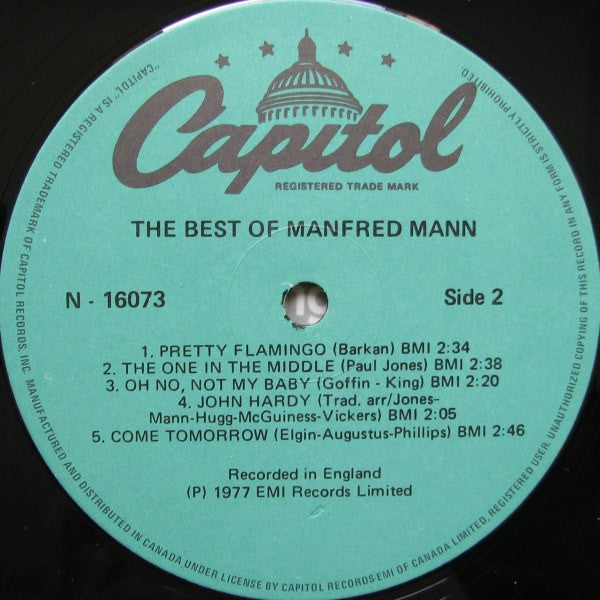 Capitol
REGISTERED TRADE MARK
THE BEST OF MANFRED MANN
N - 16073
Side 2
1. PRETTY FLAMINGO (Barkan) BMI 2:34
2. THE ONE IN THE MIDDLE (Paul Jones) BMI 2:38
3. OH NO, NOT MY BABY (Goffin - King) BMI 2:20
4. JOHN HARDY (Trad. arr/Jones-
Mann-Hugg-McGuiness-Vickers) BMI 2:05
5. COME TOMORROW (Elgin-Augustus-Phillips) BMI 2:46
Recorded in England
(P) 1977 EMI Records Limited
"CAPITOL" IS A REGISTERED TRADEMARK OF CAPITOL RECORDS, INC. MANUFACTURED AND DISTRIBUTED IN CANADA UNDER LICENSE BY CAPITOL RECORDS-EMI OF CANADA LIMITED, REGISTERED USER. UNAUTHORIZED COPYING OF THIS RECORD IN ANY FORM IS STRICTLY PROHIBITED.